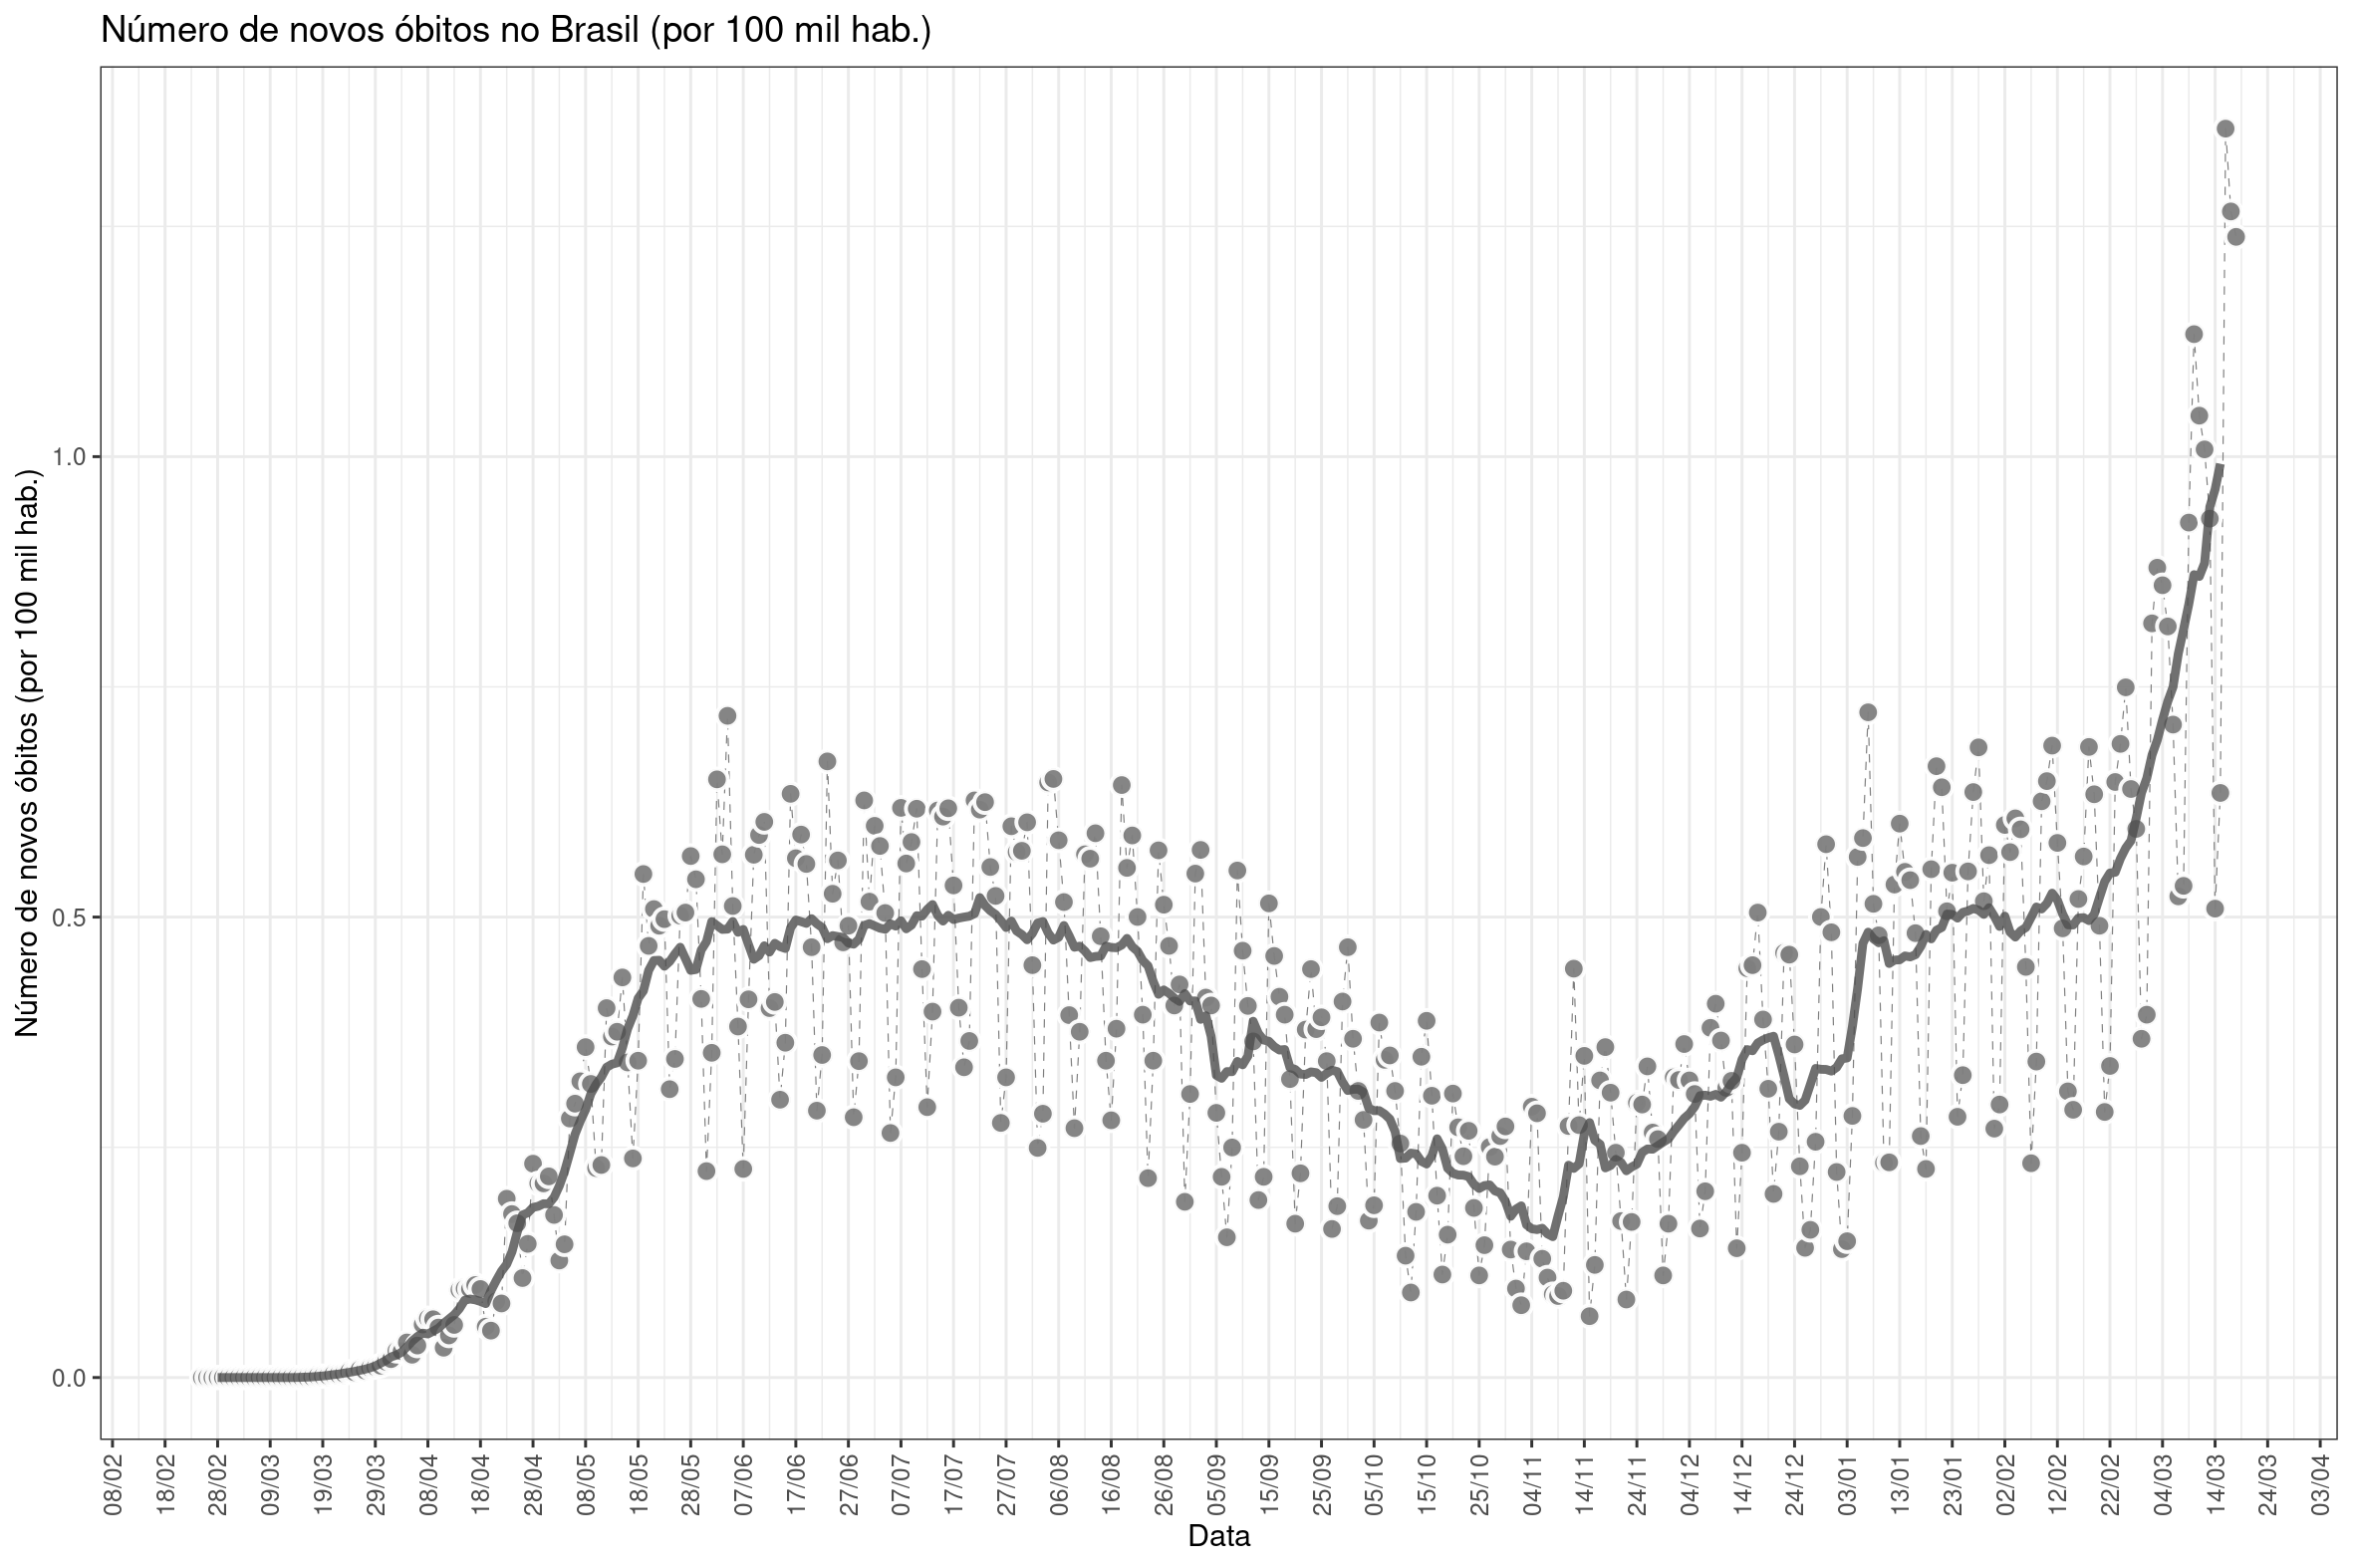 Número de novos óbitos no Brasil (por 100 mil hab.)
Número de novos óbitos (por 100 mil hab.)
1.0
0.5
0.0
08/02 18/02 28/02 09/03 19/03 29/03 08/04 18/04 28/04 08/05 18/05 28/05 07/06 17/06 27/06 07/07 17/07 27/07 06/08 16/08 26/08 05/09 15/09 25/09 05/10 15/10 25/10 04/11 14/11 24/11 04/12 14/12 24/12 03/01 13/01 23/01 02/02 12/02 22/02 04/03 14/03 24/03 03/04
Data